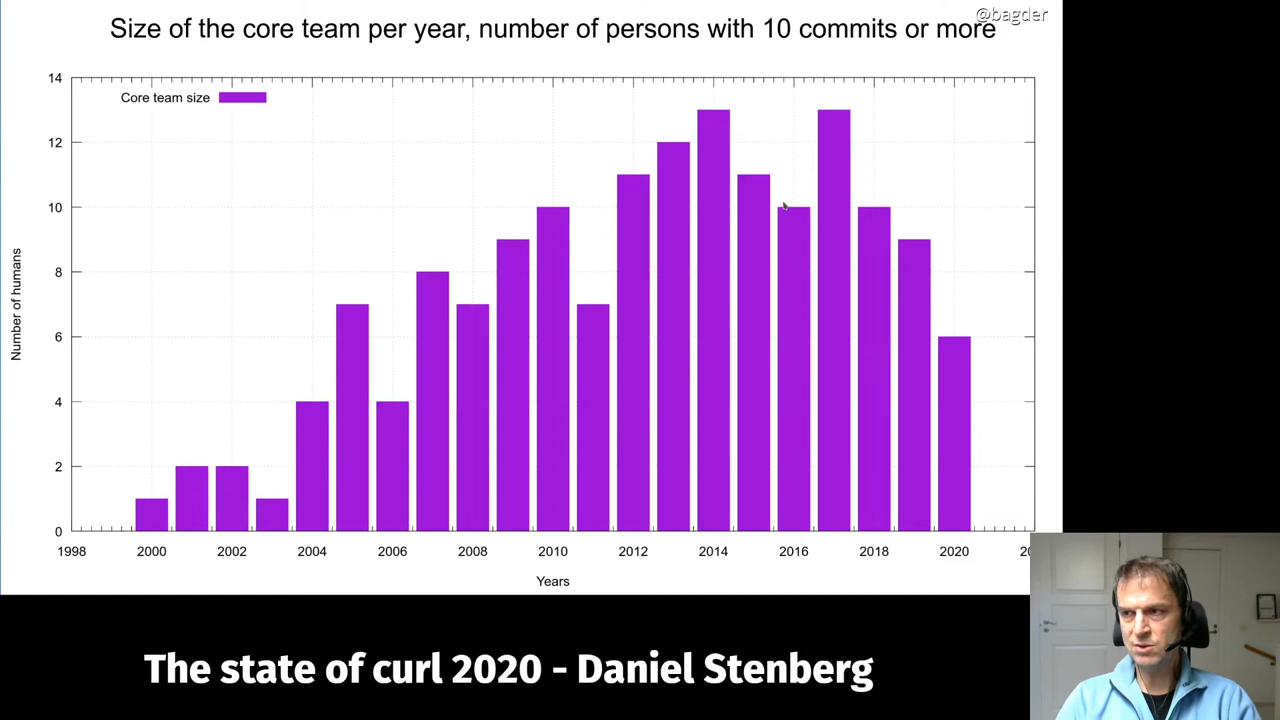 @bagder
Size of the core team per year, number of persons with 10 commits or more
Core team size
14
12
10
8
6
4
2
0
Number of humans
1998 2000 2002 2004 2006 2008 2010 2012 2014 2016 2018 2020
Years
The state of curl 2020 - Daniel Stenberg